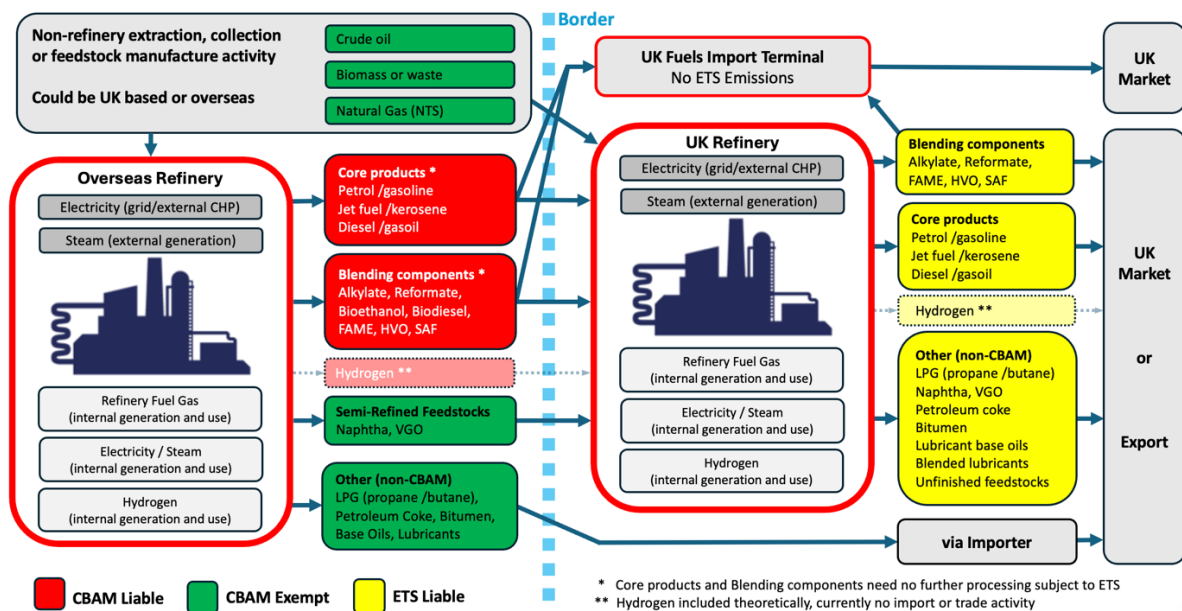 Non-refinery extraction, collection
or feedstock manufacture activity
Could be UK based or overseas
Crude oil
Biomass or waste
Natural Gas (NTS)
Border
UK Fuels Import Terminal
No ETS Emissions
UK
Market
Overseas Refinery
Electricity (grid/external CHP)
Steam (external generation)
Refinery Fuel Gas
(internal generation and use)
Electricity / Steam
(internal generation and use)
Hydrogen
(internal generation and use)
Core products *
Petrol /gasoline
Jet fuel /kerosene
Diesel /gasoil
Blending components *
Alkylate, Reformate,
Bioethanol, Biodiesel,
FAME, HVO, SAF
Hydrogen **
Semi-Refined Feedstocks
Naphtha, VGO
Other (non-CBAM)
LPG (propane /butane),
Petroleum Coke, Bitumen,
Base Oils, Lubricants
UK Refinery
Electricity (grid/external CHP)
Steam (external generation)
Refinery Fuel Gas
(internal generation and use)
Electricity / Steam
(internal generation and use)
Hydrogen
(internal generation and use)
Blending components
Alkylate, Reformate,
FAME, HVO, SAF
Core products
Petrol /gasoline
Jet fuel /kerosene
Diesel /gasoil
Hydrogen **
Other (non-CBAM)
LPG (propane /butane)
Naphtha, VGO
Petroleum coke
Bitumen
Lubricant base oils
Blended lubricants
Unfinished feedstocks
via Importer
UK
Market
or
Export
CBAM Liable
CBAM Exempt
ETS Liable
* Core products and Blending components need no further processing subject to ETS
** Hydrogen included theoretically, currently no import or trade activity